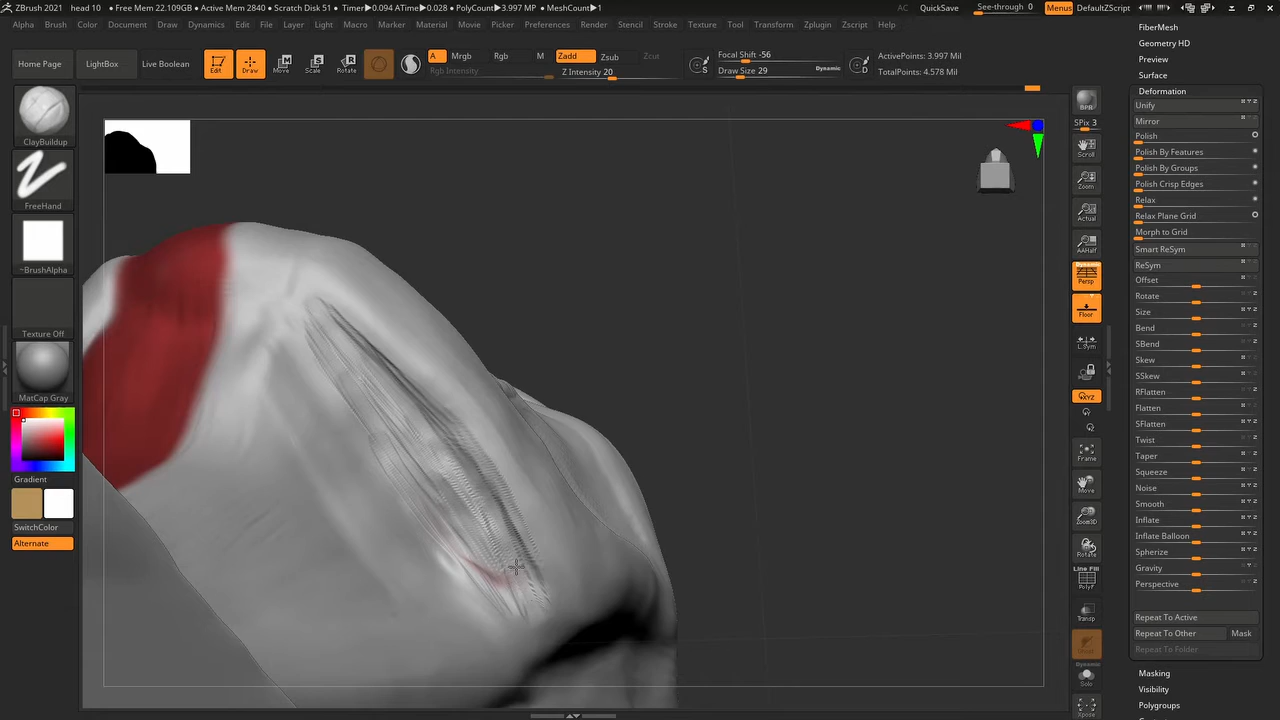 ZBrush 2021 head 10 • Free Mem 22.109GB • Active Mem 2840 • Scratch Disk 51 • Timer▶0.094 ATime▶0.028 • PolyCount▶3.997 MP • MeshCount▶1 AC QuickSave See-through 0 Menus DefaultZScript
Alpha Brush Color Document Draw Dynamics Edit File Layer Light Macro Marker Material Movie Picker Preferences Render Stencil Stroke Texture Tool Transform Zplugin Zscript Help
Home Page LightBox Live Boolean Edit Draw Move Scale Rotate
A Mrgb Rgb M Zadd Zsub Zcut
Rgb Intensity Z Intensity 20
Focal Shift -56
Draw Size 29 Dynamic
S D
ActivePoints: 3.997 Mil
TotalPoints: 4.578 Mil
ClayBuildup
FreeHand
~BrushAlpha
Texture Off
MatCap Gray
Gradient
SwitchColor
Alternate
BPR
SPix 3
Scroll
Zoom
Actual
AAHalf
Dynamic
Persp
Floor
L.Sym
XYZ
Frame
Move
Zoom3D
Rotate
Line Fill
PolyF
Transp
Dynamic
Solo
Xpose
FiberMesh
Geometry HD
Preview
Surface
Deformation
Unify
Mirror
Polish
Polish By Features
Polish By Groups
Polish Crisp Edges
Relax
Relax Plane Grid
Morph to Grid
Smart ReSym
ReSym
Offset
Rotate
Size
Bend
SBend
Skew
SSkew
RFlatten
Flatten
SFlatten
Twist
Taper
Squeeze
Noise
Smooth
Inflate
Inflate Balloon
Spherize
Gravity
Perspective
Repeat To Active
Repeat To Other Mask
Repeat To Folder
Masking
Visibility
Polygroups